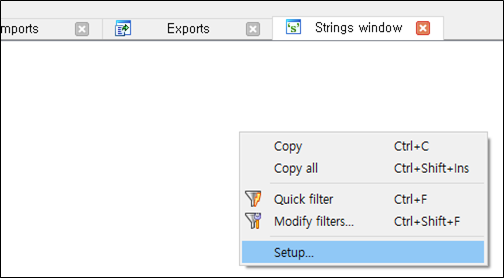 mports
Exports
Strings window
Copy Ctrl+C
Copy all Ctrl+Shift+Ins
Quick filter Ctrl+F
Modify filters... Ctrl+Shift+F
Setup...